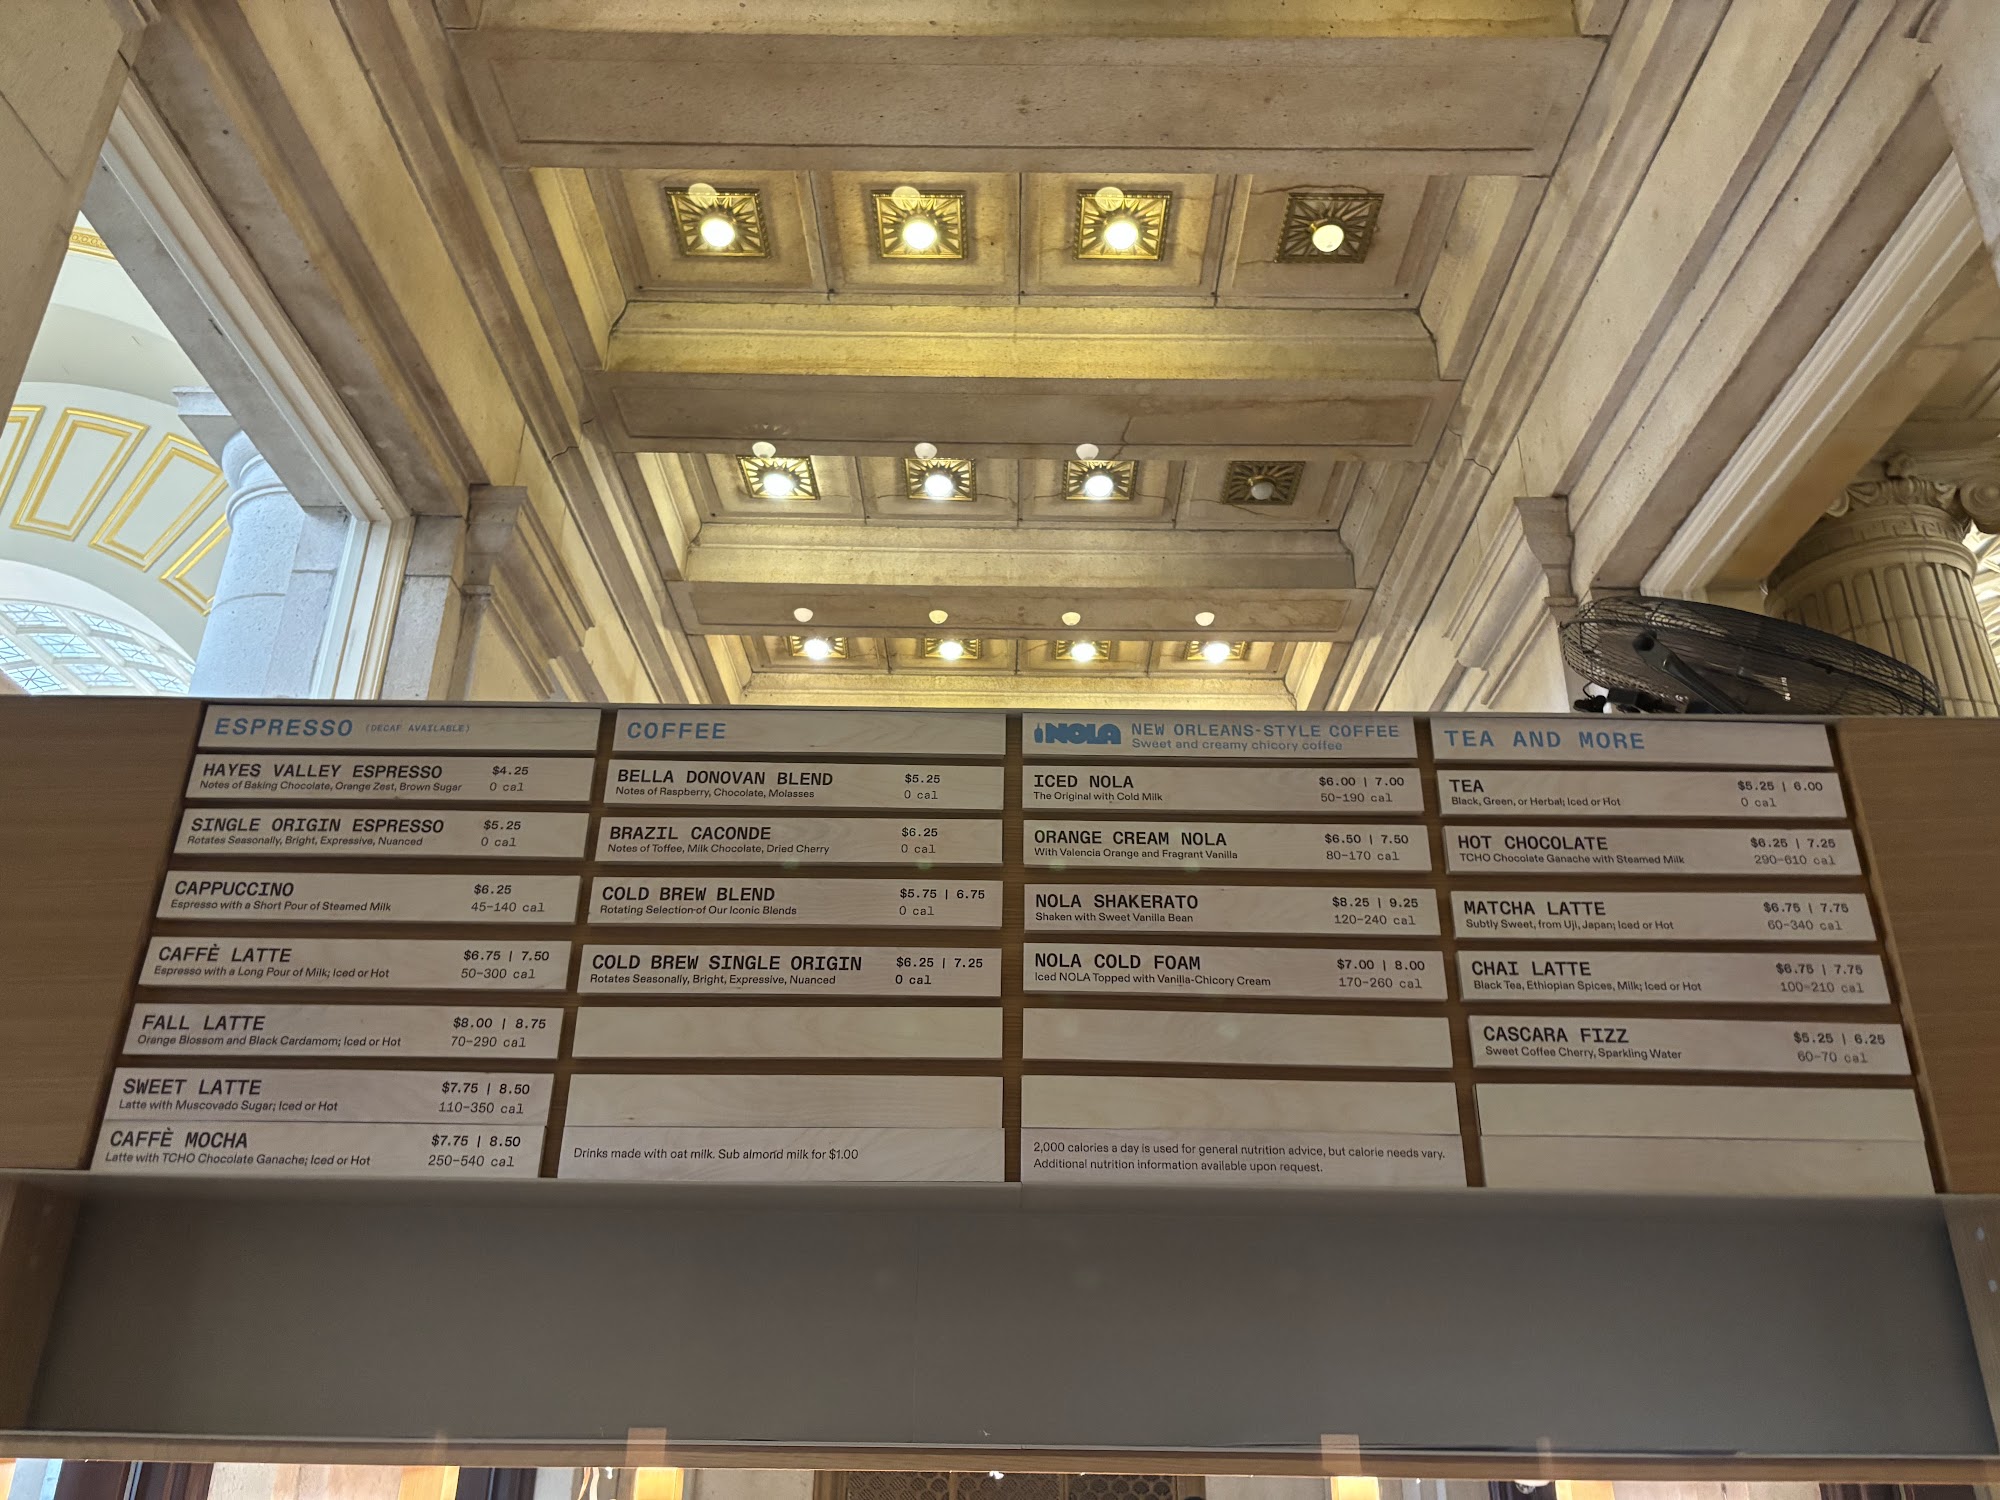 ESPRESSO (DECAF AVAILABLE)
HAYES VALLEY ESPRESSO $4.25
Notes of Baking Chocolate, Orange Zest, Brown Sugar 0 cal
SINGLE ORIGIN ESPRESSO $5.25
Rotates Seasonally, Bright, Expressive, Nuanced 0 cal
CAPPUCCINO $6.25
Espresso with a Short Pour of Steamed Milk 45-140 cal
CAFFÈ LATTE $6.75 | 7.50
Espresso with a Long Pour of Milk; Iced or Hot 50-300 cal
FALL LATTE $8.00 | 8.75
Orange Blossom and Black Cardamom; Iced or Hot 70-290 cal
SWEET LATTE $7.75 | 8.50
Latte with Muscovado Sugar; Iced or Hot 110-350 cal
CAFFÈ MOCHA $7.75 | 8.50
Latte with TCHO Chocolate Ganache; Iced or Hot 250-540 cal
COFFEE
BELLA DONOVAN BLEND $5.25
Notes of Raspberry, Chocolate, Molasses 0 cal
BRAZIL CACONDE $6.25
Notes of Toffee, Milk Chocolate, Dried Cherry 0 cal
COLD BREW BLEND $5.75 | 6.75
Rotating Selection of Our Iconic Blends 0 cal
COLD BREW SINGLE ORIGIN $6.25 | 7.25
Rotates Seasonally, Bright, Expressive, Nuanced 0 cal
Drinks made with oat milk. Sub almond milk for $1.00
NOLA NEW ORLEANS-STYLE COFFEE
Sweet and creamy chicory coffee
ICED NOLA $6.00 | 7.00
The Original with Cold Milk 50-190 cal
ORANGE CREAM NOLA $6.50 | 7.50
With Valencia Orange and Fragrant Vanilla 80-170 cal
NOLA SHAKERATO $8.25 | 9.25
Shaken with Sweet Vanilla Bean 120-240 cal
NOLA COLD FOAM $7.00 | 8.00
Iced NOLA Topped with Vanilla-Chicory Cream 170-260 cal
2,000 calories a day is used for general nutrition advice, but calorie needs vary.
Additional nutrition information available upon request.
TEA AND MORE
TEA $5.25 | 6.00
Black, Green, or Herbal; Iced or Hot 0 cal
HOT CHOCOLATE $6.25 | 7.25
TCHO Chocolate Ganache with Steamed Milk 290-610 cal
MATCHA LATTE $6.75 | 7.75
Subtly Sweet, from Uji, Japan; Iced or Hot 60-340 cal
CHAI LATTE $6.75 | 7.75
Black Tea, Ethiopian Spices, Milk; Iced or Hot 100-210 cal
CASCARA FIZZ $5.25 | 6.25
Sweet Coffee Cherry, Sparkling Water 60-70 cal